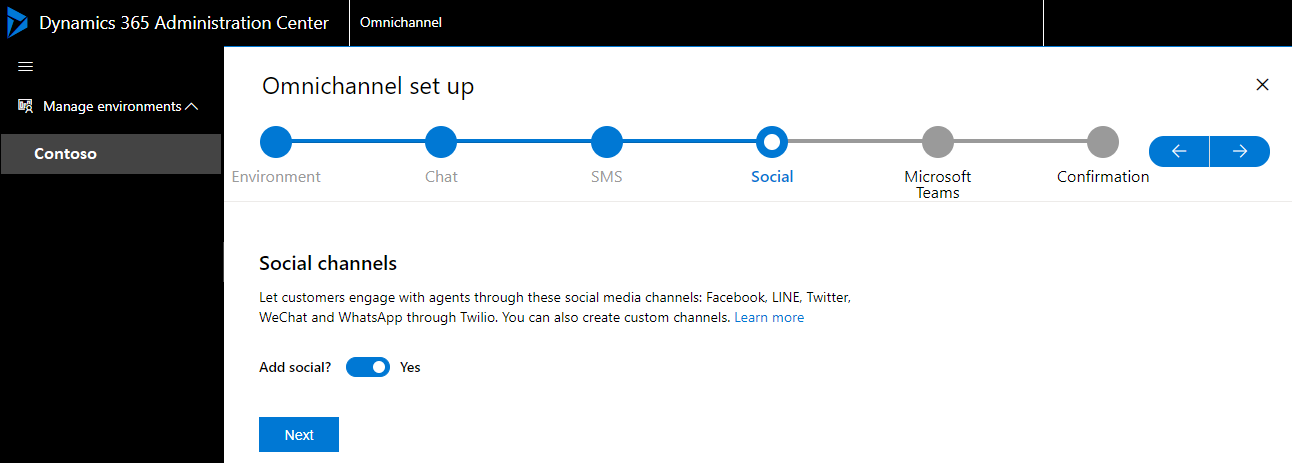 Dynamics 365 Administration Center
Omnichannel
Manage environments
Contoso
Omnichannel set up
Environment
Chat
SMS
Social
Microsoft
Teams
Confirmation
Social channels
Let customers engage with agents through these social media channels: Facebook, LINE, Twitter,
WeChat and WhatsApp through Twilio. You can also create custom channels. Learn more
Add social? Yes
Next